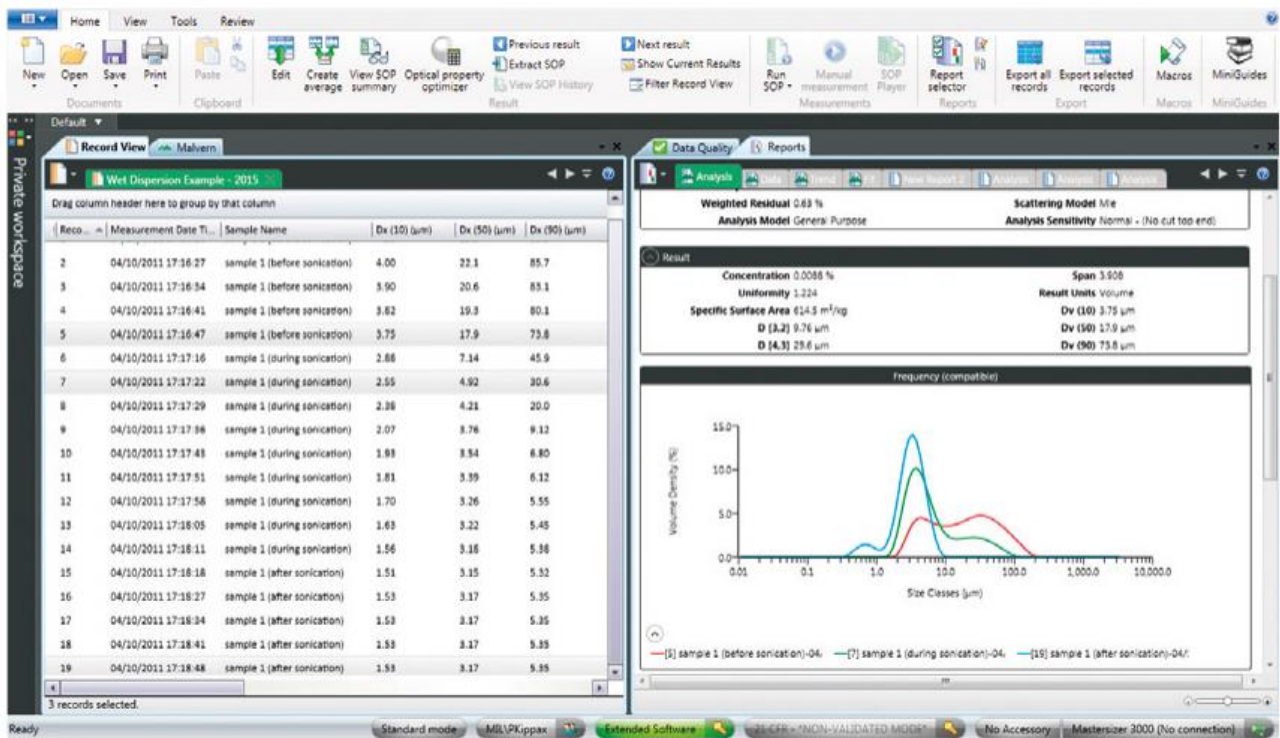 Home View Tools Review
New Open Save Print
Paste
Edit Create average View SOP summary Optical property optimizer
Previous result
Extract SOP
View SOP History
Next result
Show Current Results
Filter Record View
Run SOP Manual measurement SOP Player
Report selector
Export all records Export selected records
Macros MiniGuides
Documents Clipboard Result Measurements Reports Export Macros MiniGuides
Default
Private workspace
Record View Malvern
Wet Dispersion Example - 2015
Drag column header here to group by that column
Reco... Measurement Date Ti... Sample Name Dx (10) (μm) Dx (50) (μm) Dx (90) (μm)
2 04/10/2011 17:16:27 sample 1 (before sonication) 4.00 22.1 85.7
3 04/10/2011 17:16:34 sample 1 (before sonication) 3.90 20.6 83.1
4 04/10/2011 17:16:41 sample 1 (before sonication) 3.82 19.3 80.1
5 04/10/2011 17:16:47 sample 1 (before sonication) 3.75 17.9 73.8
6 04/10/2011 17:17:16 sample 1 (during sonication) 2.88 7.14 45.9
7 04/10/2011 17:17:22 sample 1 (during sonication) 2.55 4.92 30.6
8 04/10/2011 17:17:29 sample 1 (during sonication) 2.38 4.21 20.0
9 04/10/2011 17:17:36 sample 1 (during sonication) 2.07 3.76 9.12
10 04/10/2011 17:17:43 sample 1 (during sonication) 1.93 3.54 6.80
11 04/10/2011 17:17:51 sample 1 (during sonication) 1.81 3.39 6.12
12 04/10/2011 17:17:58 sample 1 (during sonication) 1.70 3.26 5.55
13 04/10/2011 17:18:05 sample 1 (during sonication) 1.63 3.22 5.45
14 04/10/2011 17:18:11 sample 1 (during sonication) 1.56 3.18 5.38
15 04/10/2011 17:18:18 sample 1 (after sonication) 1.51 3.15 5.32
16 04/10/2011 17:18:27 sample 1 (after sonication) 1.53 3.17 5.35
17 04/10/2011 17:18:34 sample 1 (after sonication) 1.53 3.17 5.35
18 04/10/2011 17:18:41 sample 1 (after sonication) 1.53 3.17 5.35
19 04/10/2011 17:18:48 sample 1 (after sonication) 1.53 3.17 5.35
3 records selected.
Data Quality Reports
Analysis Data Trend Fit New Report 2 Analysis Analysis Analysis
Weighted Residual 0.63 % Scattering Model Mie
Analysis Model General Purpose Analysis Sensitivity Normal - (No cut top end)
Result
Concentration 0.0088 % Span 3.908
Uniformity 1.224 Result Units Volume
Specific Surface Area 614.5 m²/kg Dv (10) 3.75 μm
D [3,2] 9.76 μm Dv (50) 17.9 μm
D [4,3] 29.6 μm Dv (90) 73.8 μm
Frequency (compatible)
Volume Density (%)
15.0
10.0
5.0
0.0
0.01 0.1 1.0 10.0 100.0 1,000.0 10,000.0
Size Classes (μm)
[5] sample 1 (before sonication)-04/ [7] sample 1 (during sonication)-04/ [19] sample 1 (after sonication)-04/
Ready Standard mode MIL\PKippax Extended Software 21-CFR - *NON-VALIDATED MODE* No Accessory Mastersizer 3000 (No connection)